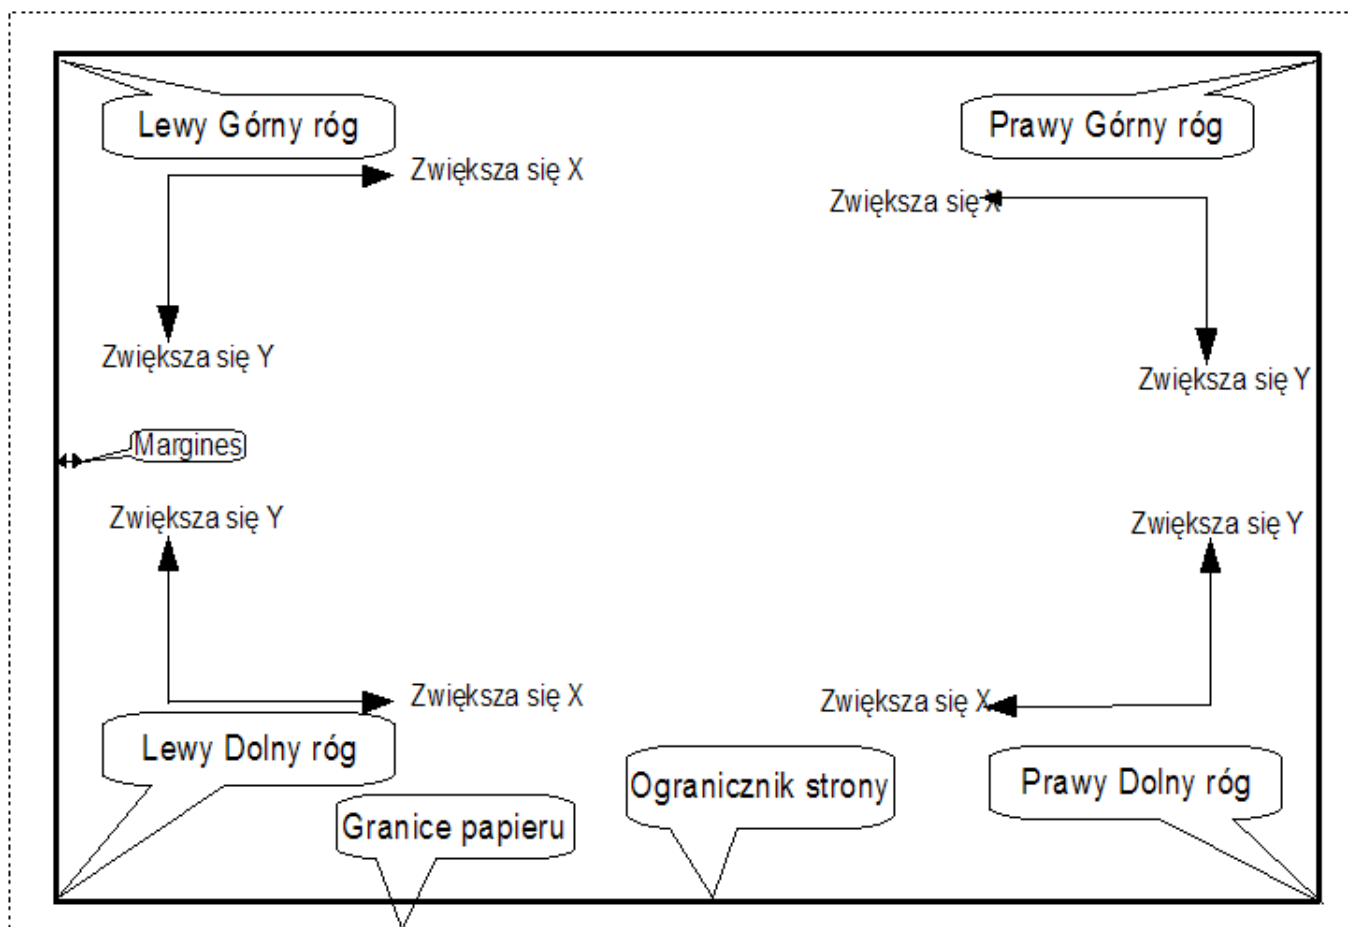 Lewy Górny róg
Prawy Górny róg
Zwiększa się X
Zwiększa się X
Zwiększa się Y
Zwiększa się Y
Margines
Zwiększa się Y
Zwiększa się Y
Zwiększa się X
Zwiększa się X
Lewy Dolny róg
Ogranicznik strony
Prawy Dolny róg
Granice papieru